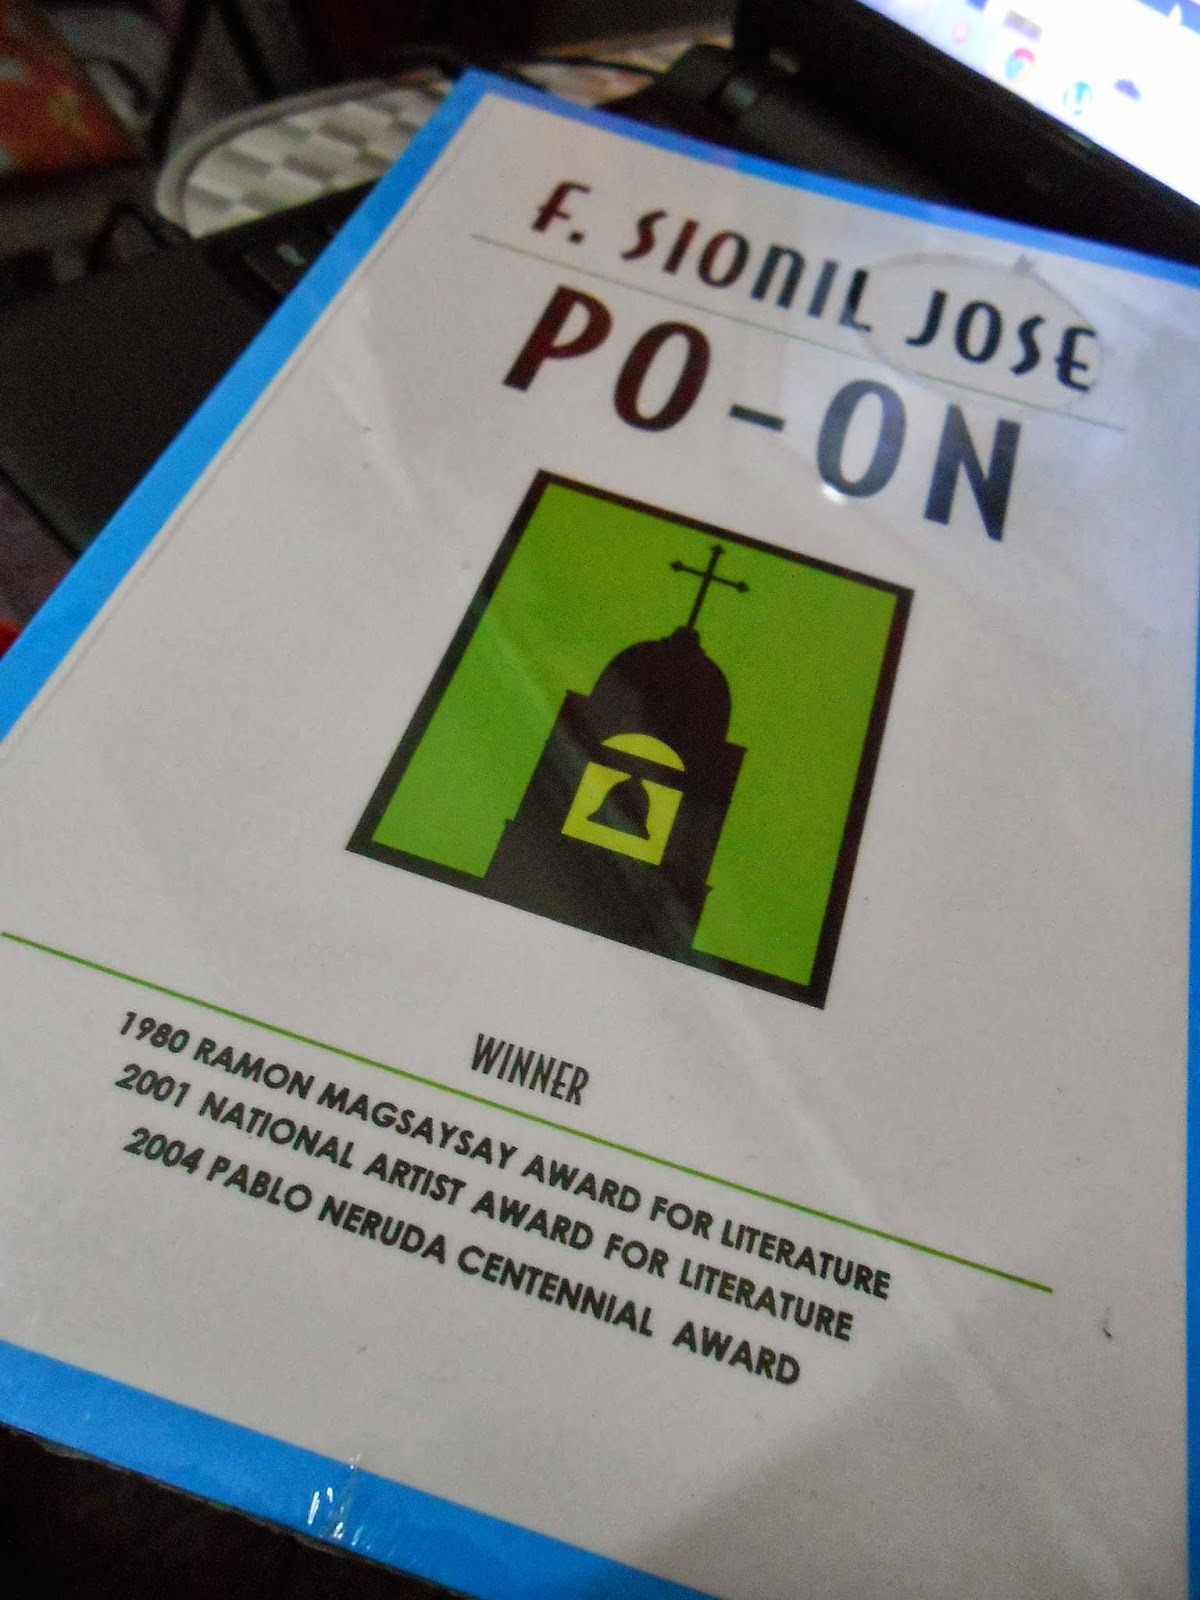 F. SIONIL JOSE
PO-ON
WINNER
1980 RAMON MAGSAYSAY AWARD FOR LITERATURE
2001 NATIONAL ARTIST AWARD FOR LITERATURE
2004 PABLO NERUDA CENTENNIAL AWARD